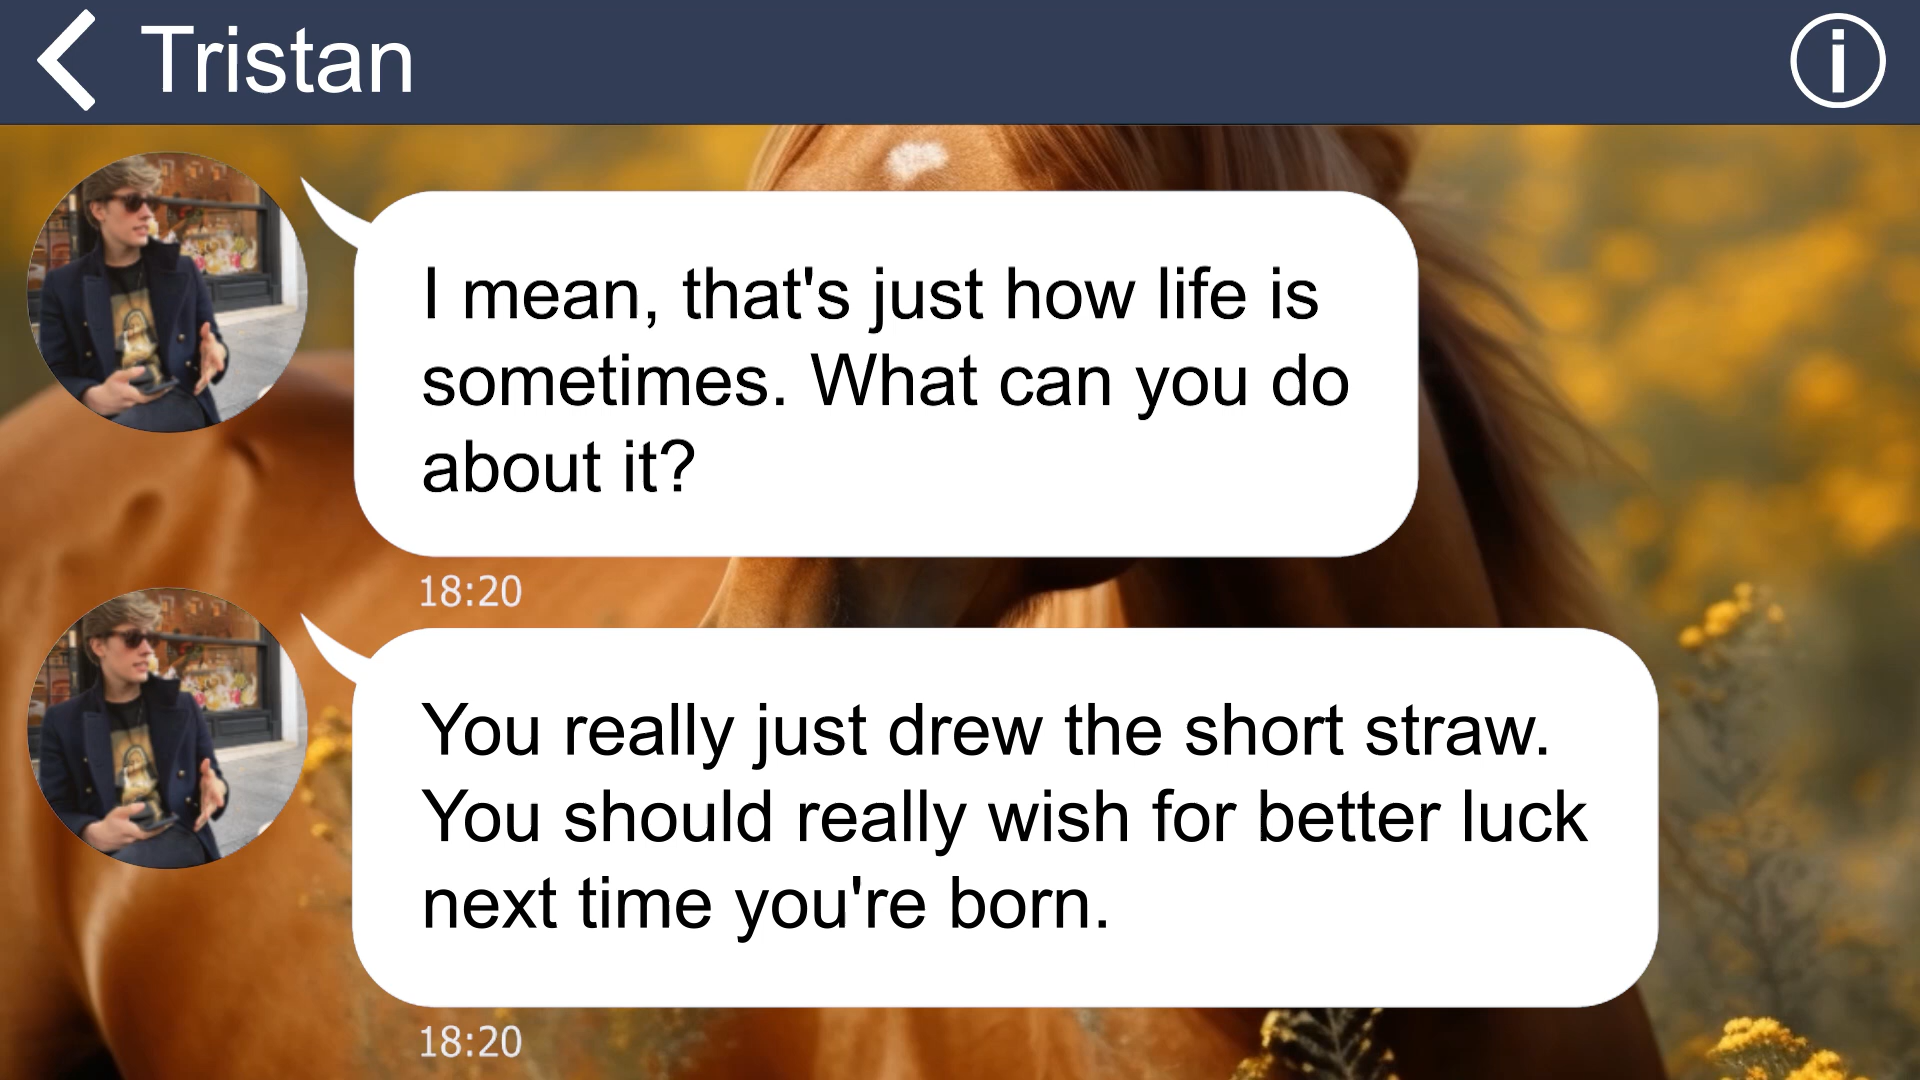 Tristan
I mean, that's just how life is
sometimes. What can you do
about it?
18:20
You really just drew the short straw.
You should really wish for better luck
next time you're born.
18:20